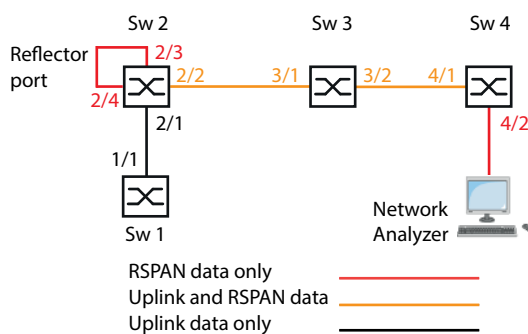 Sw 2
Sw 3
Sw 4
Reflector
port
2/3
2/4
2/2
3/1
3/2
4/1
2/1
4/2
1/1
Sw 1
Network
Analyzer
RSPAN data only
Uplink and RSPAN data
Uplink data only